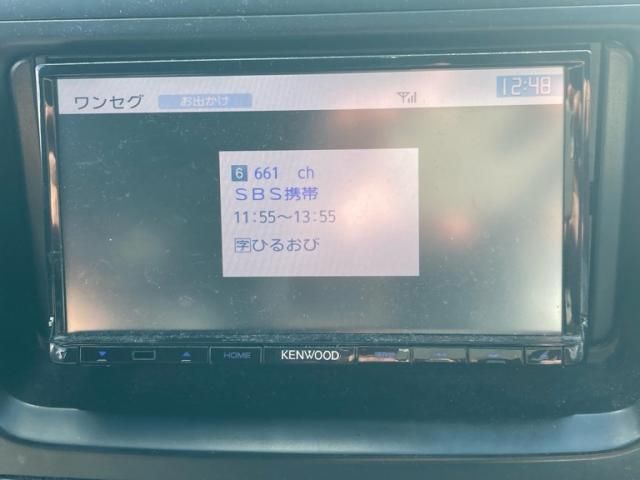 ワンセグ お出かけ 12:48
6 661 ch
SBS携帯
11:55～13:55
字ひるおび
HOME KENWOOD